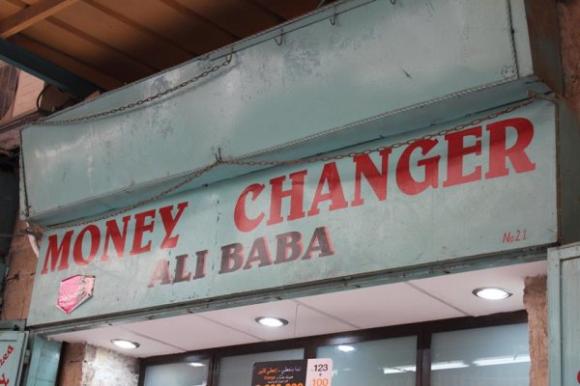 MONEY CHANGER
ALI BABA
No 21
123
100